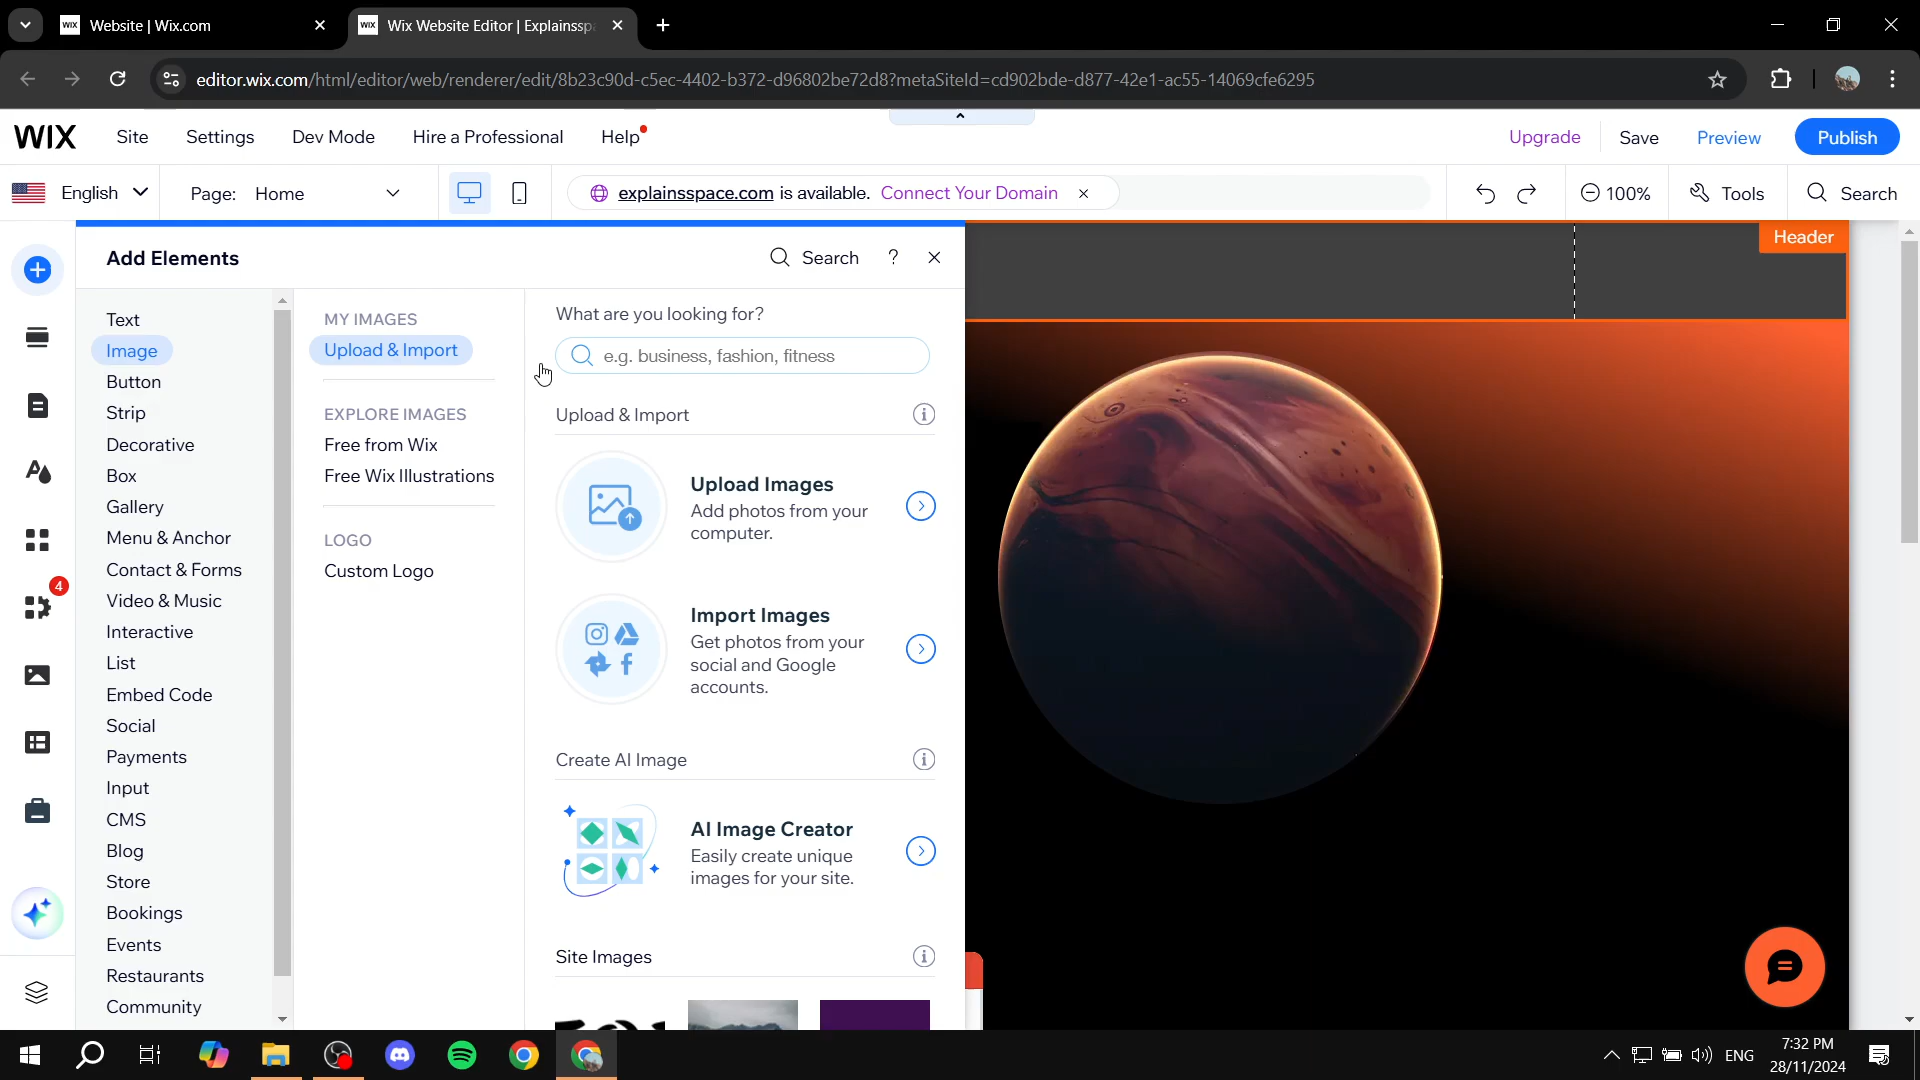 WIX Website | Wix.com
WIX Wix Website Editor | Explainssp
editor.wix.com/html/editor/web/renderer/edit/8b23c90d-c5ec-4402-b372-d96802be72d8?metaSiteId=cd902bde-d877-42e1-ac55-14069cfe6295
WIX Site Settings Dev Mode Hire a Professional Help Upgrade Save Preview Publish
English Page: Home explainsspace.com is available. Connect Your Domain 100% Tools Search
Header
Add Elements Search ?
Text
Image
Button
Strip
Decorative
Box
Gallery
Menu & Anchor
Contact & Forms
Video & Music
Interactive
List
Embed Code
Social
Payments
Input
CMS
Blog
Store
Bookings
Events
Restaurants
Community
4
MY IMAGES
Upload & Import
EXPLORE IMAGES
Free from Wix
Free Wix Illustrations
LOGO
Custom Logo
What are you looking for?
e.g. business, fashion, fitness
Upload & Import
Upload Images
Add photos from your
computer.
Import Images
Get photos from your
social and Google
accounts.
Create AI Image
AI Image Creator
Easily create unique
images for your site.
Site Images
ENG
7:32 PM
28/11/2024